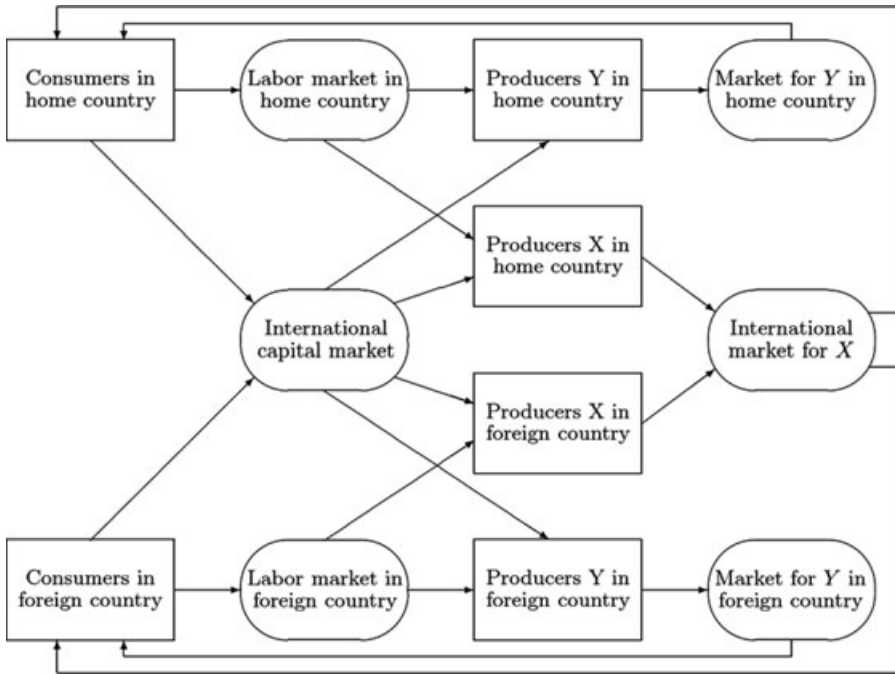 Consumers in
home country
Labor market in
home country
Producers Y in
home country
Market for Y in
home country
Producers X in
home country
International
capital market
International
market for X
Producers X in
foreign country
Consumers in
foreign country
Labor market in
foreign country
Producers Y in
foreign country
Market for Y in
foreign country